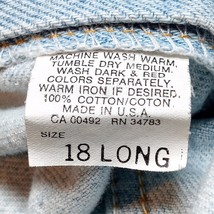 MACHINE WASH WARM.
TUMBLE DRY MEDIUM.
WASH DARK & RED
COLORS SEPARATELY.
WARM IRON IF DESIRED.
100% COTTON/COTON.
MADE IN U.S.A.
CA 00492 RN 34783
SIZE
18 LONG